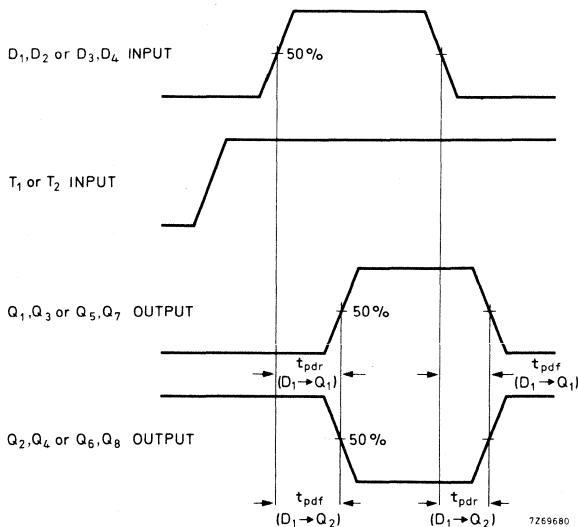 D1,D2 or D3,D4 INPUT
50%
T1 or T2 INPUT
Q1,Q3 or Q5,Q7 OUTPUT
50%
tpdr
(D1→Q1)
tpdf
(D1→Q1)
Q2,Q4 or Q6,Q8 OUTPUT
50%
tpdf
(D1→Q2)
tpdr
(D1→Q2)
7Z69680